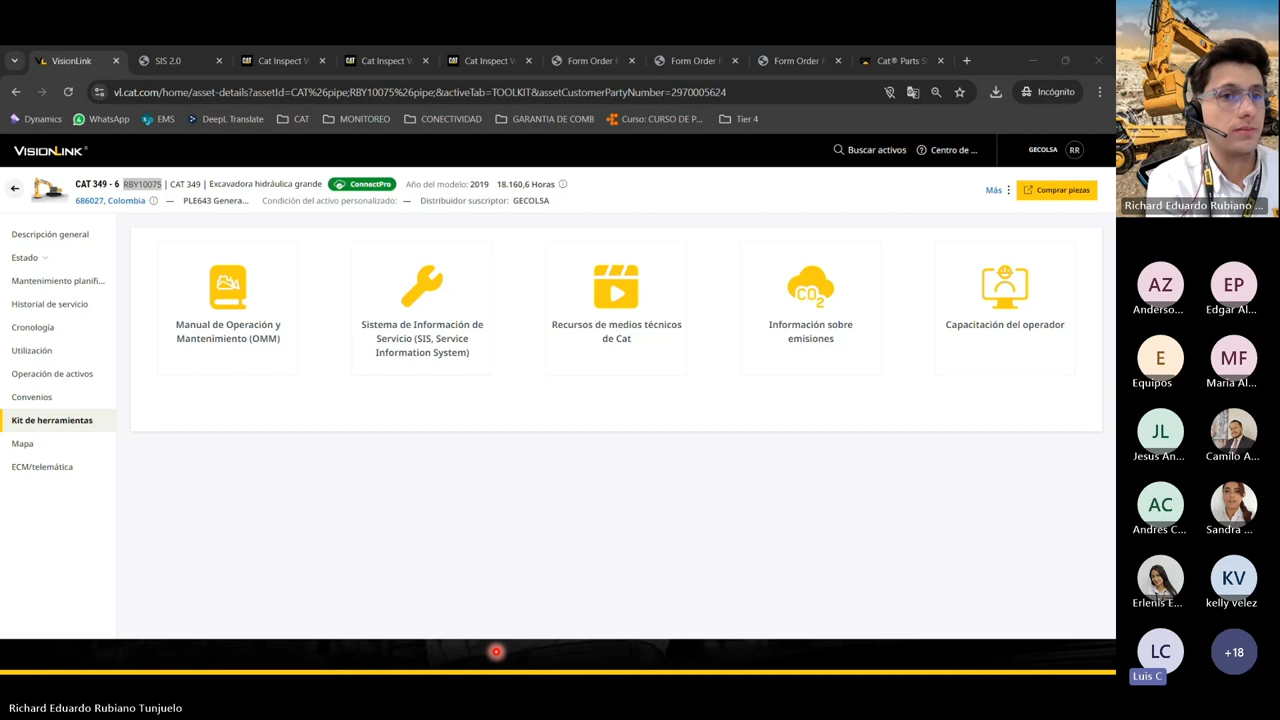 VisionLink
SIS 2.0
Cat Inspect W
Cat Inspect W
Cat Inspect W
Form Order F
Form Order F
Form Order F
Cat® Parts S
vl.cat.com/home/asset-details?assetId=CAT%26pipe;RBY10075%26pipe;&activeTab=TOOLKIT&assetCustomerPartyNumber=2970005624
Incógnito
Dynamics
WhatsApp
EMS
DeepL Translate
CAT
MONITOREO
CONECTIVIDAD
GARANTIA DE COMB
Curso: CURSO DE P...
Tier 4
VISIONLINK®
Buscar activos
Centro de ...
GECOLSA
RR
CAT 349 - 6 RBY10075 | CAT 349 | Excavadora hidráulica grande
ConnectPro
Año del modelo: 2019
18.160,6 Horas
686027, Colombia
— PLE643 Genera...
Condición del activo personalizado: —
Distribuidor suscriptor: GECOLSA
Más
Comprar piezas
Descripción general
Estado
Mantenimiento planifi...
Historial de servicio
Cronología
Utilización
Operación de activos
Convenios
Kit de herramientas
Mapa
ECM/telemática
Manual de Operación y
Mantenimiento (OMM)
Sistema de Información de
Servicio (SIS, Service
Information System)
Recursos de medios técnicos
de Cat
CO2
Información sobre
emisiones
Capacitación del operador
Richard Eduardo Rubiano ...
AZ
Anderso...
EP
Edgar Al...
E
Equipos
MF
Maria Al...
JL
Jesus An...
Camilo A...
AC
Andres C...
Sandra ...
Erlenis E...
KV
kelly velez
LC
Luis C
+18
Richard Eduardo Rubiano Tunjuelo